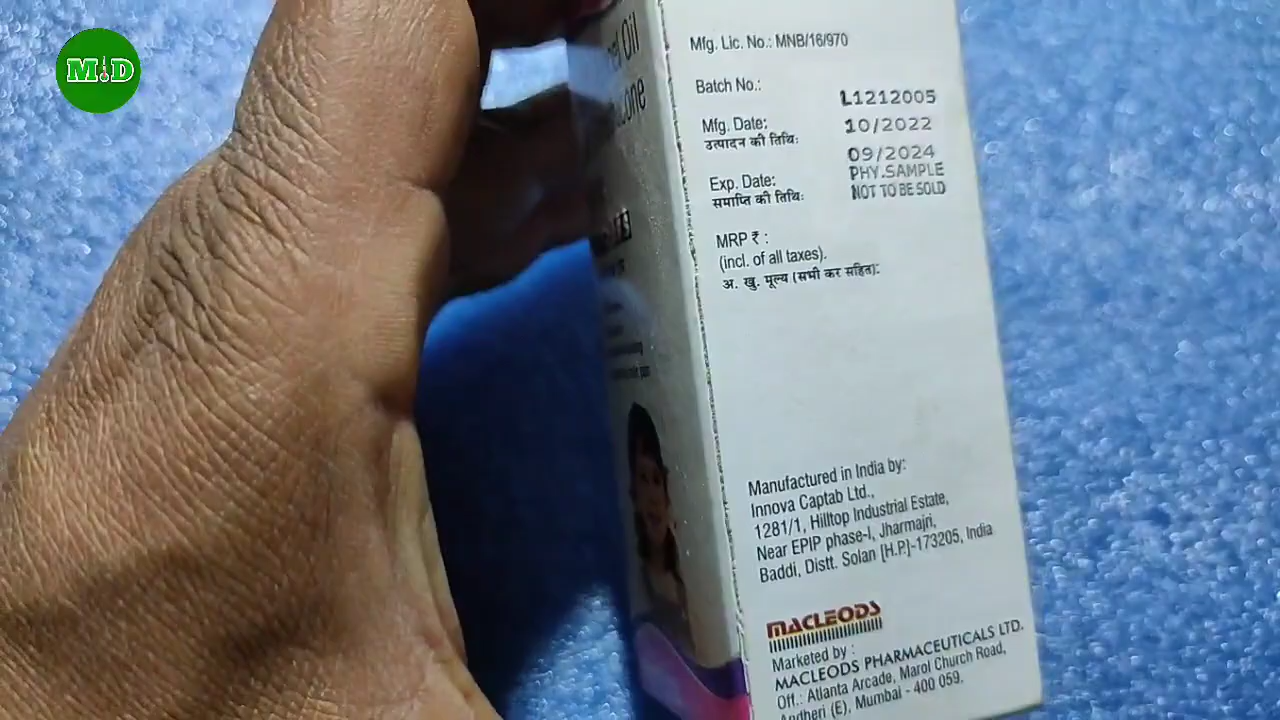 M D
el Oil
cone
Mfg. Lic. No.: MNB/16/970
Batch No.: L1212005
Mfg. Date: 10/2022
उत्पादन की तिथि:
09/2024
Exp. Date: PHY.SAMPLE
समाप्ति की तिथि: NOT TO BE SOLD
MRP ₹ :
(incl. of all taxes).
अ. खु. मूल्य (सभी कर सहित):
Manufactured in India by:
Innova Captab Ltd.,
1281/1, Hilltop Industrial Estate,
Near EPIP phase-I, Jharmajri,
Baddi, Distt. Solan [H.P.]-173205, India
MACLEODS
Marketed by :
MACLEODS PHARMACEUTICALS LTD.
Off.: Atlanta Arcade, Marol Church Road,
Andheri (E), Mumbai - 400 059.